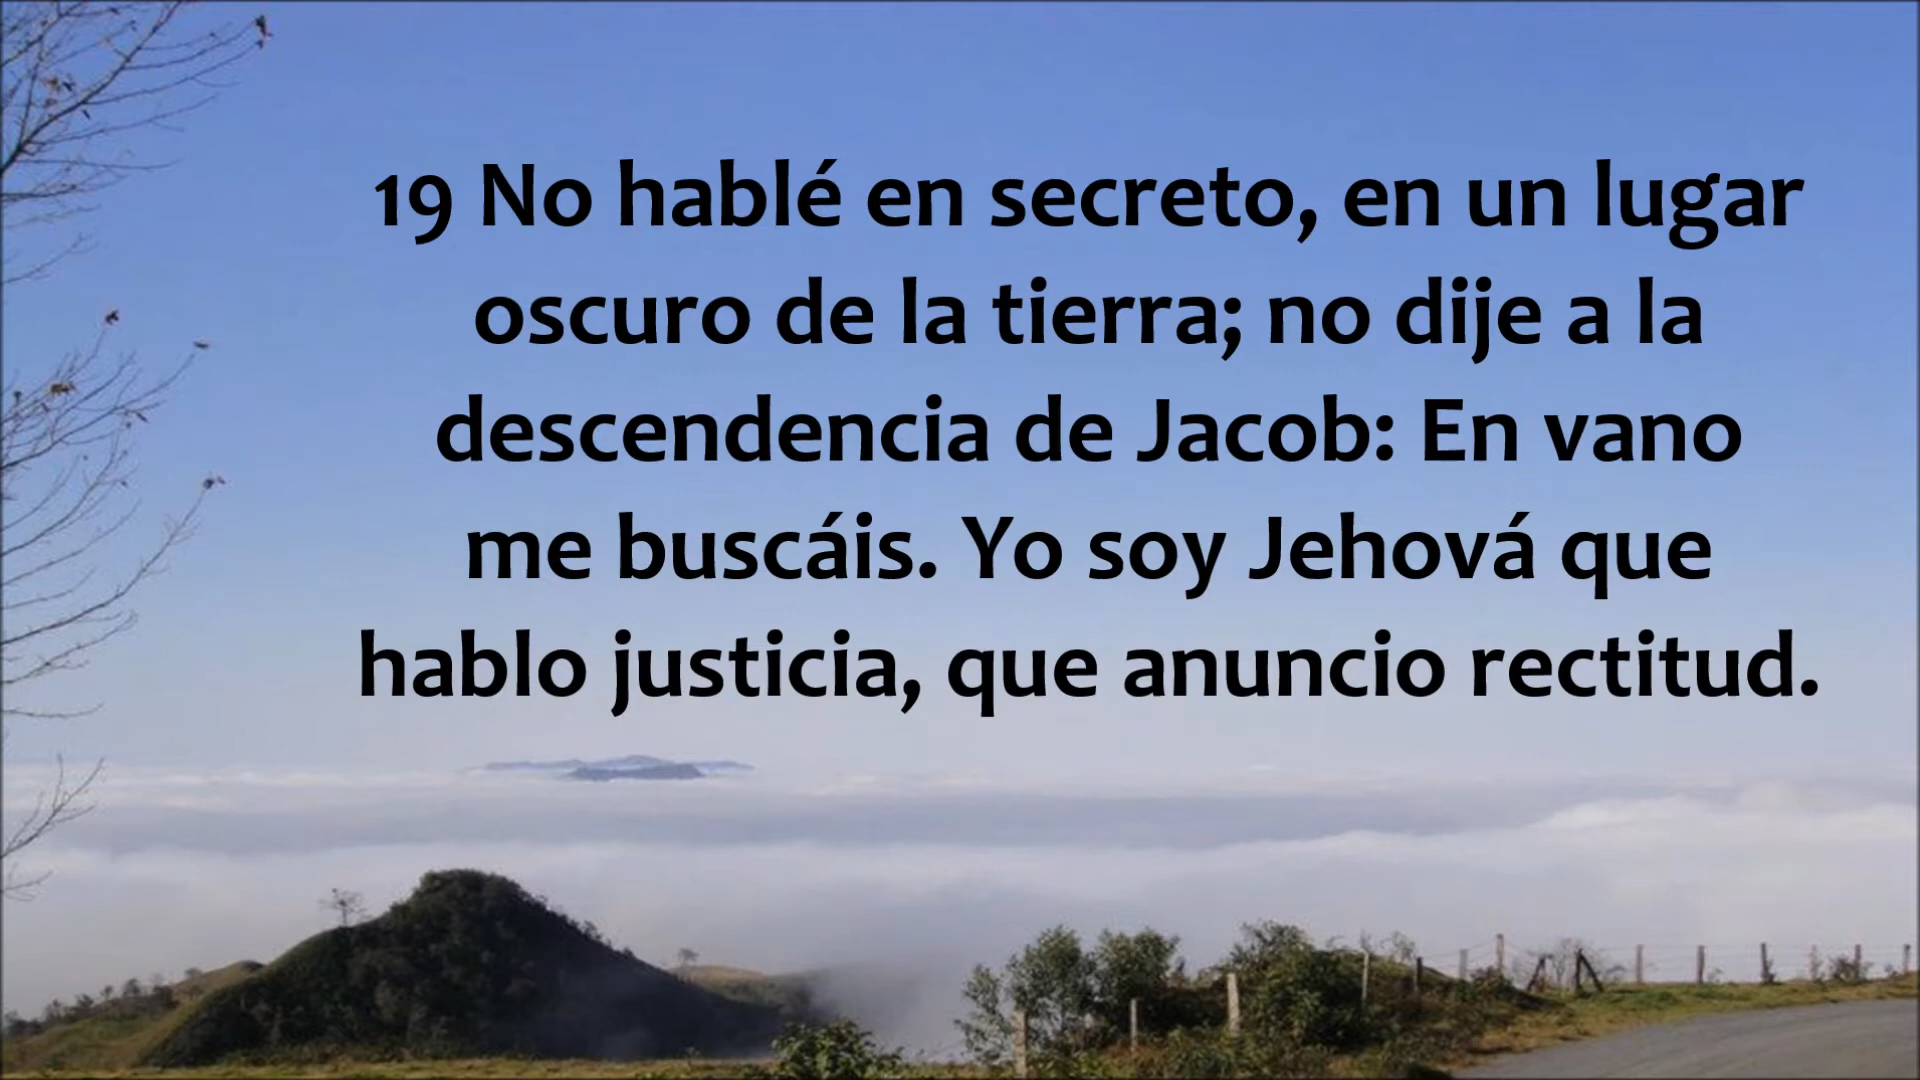 19 No hablé en secreto, en un lugar
oscuro de la tierra; no dije a la
descendencia de Jacob: En vano
me buscáis. Yo soy Jehová que
hablo justicia, que anuncio rectitud.